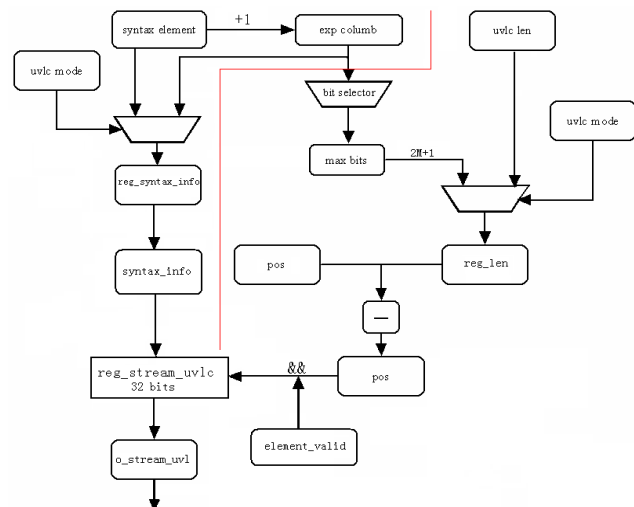 syntax element
+1
exp columb
uvlc len
uvlc mode
bit selector
uvlc mode
max bits
2M+1
reg_syntax_info
syntax_info
pos
reg_len
—
reg_stream_uvlc
32 bits
&&
pos
element_valid
o_stream_uvl